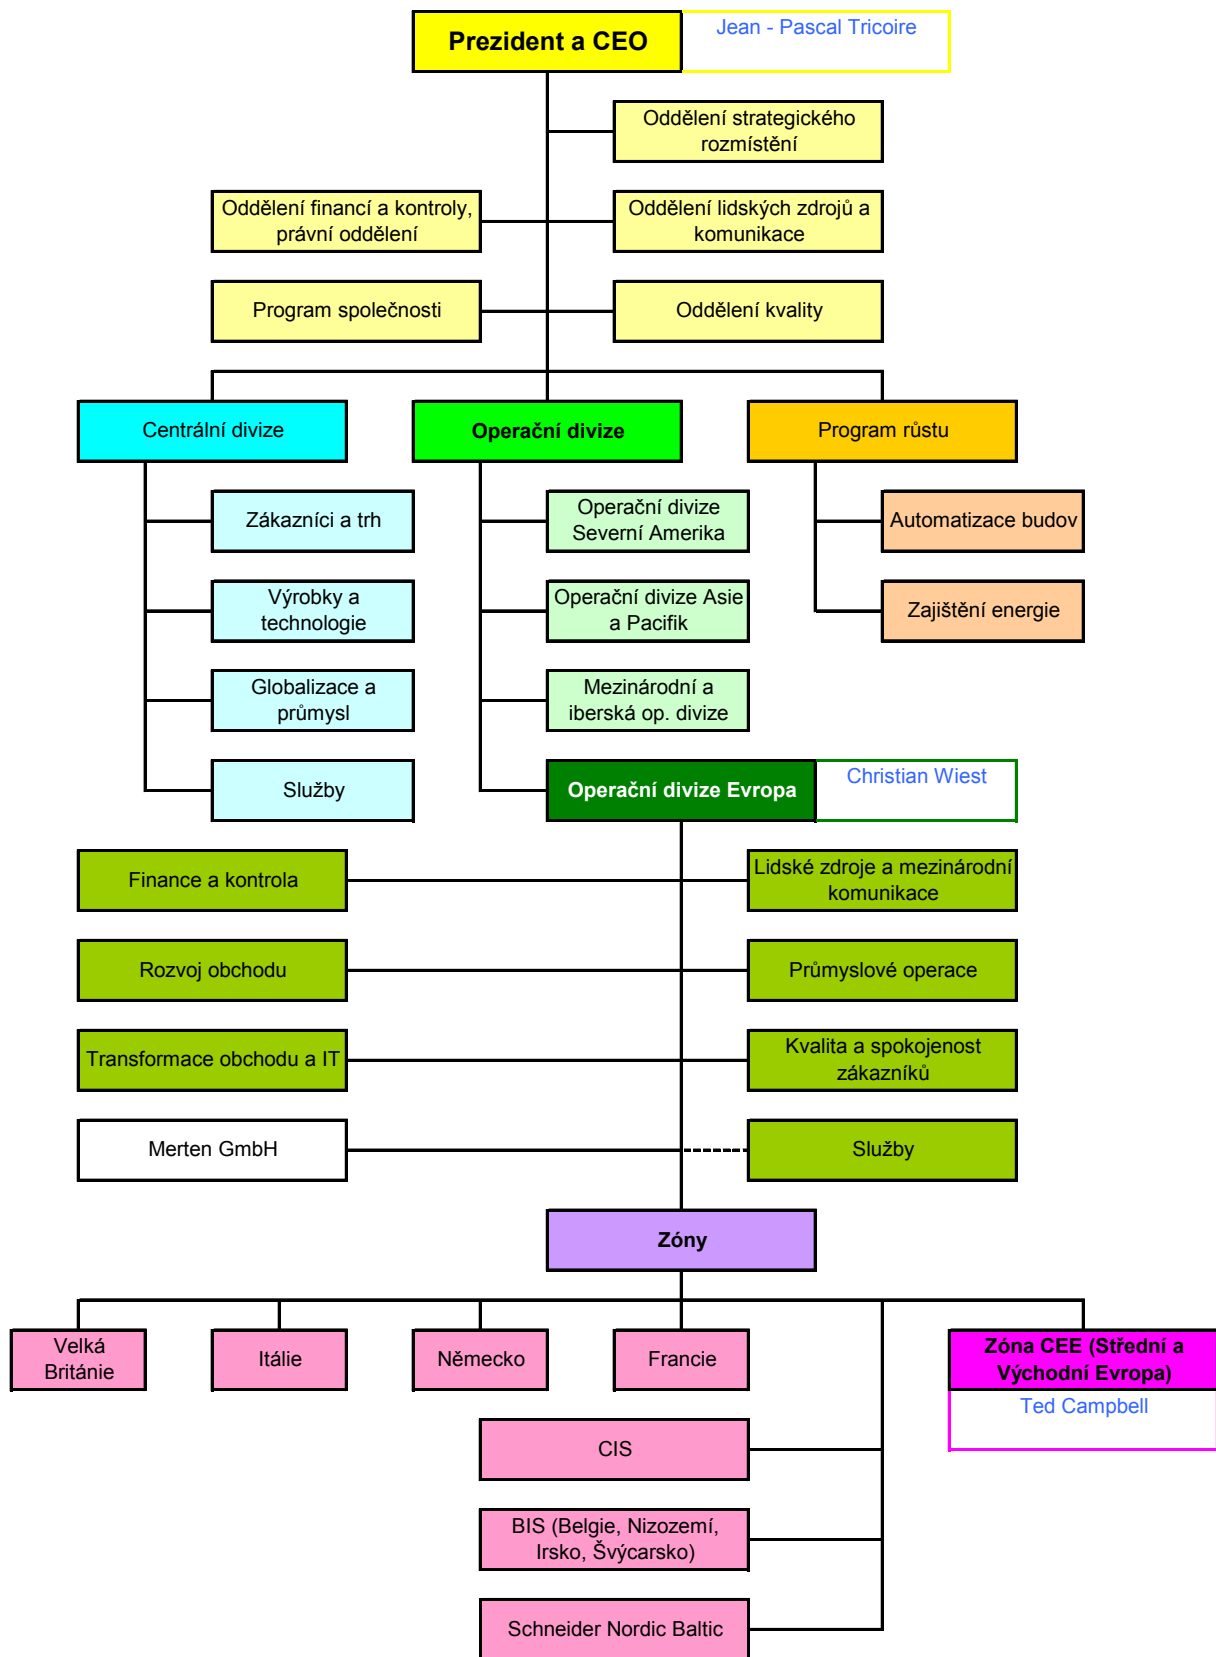 Prezident a CEO
Jean - Pascal Tricoire
Oddělení strategického
rozmístění
Oddělení financí a kontroly,
právní oddělení
Oddělení lidských zdrojů a
komunikace
Program společnosti
Oddělení kvality
Centrální divize
Operační divize
Program růstu
Zákazníci a trh
Operační divize
Severní Amerika
Automatizace budov
Výrobky a
technologie
Operační divize Asie
a Pacifik
Zajištění energie
Globalizace a
průmysl
Mezinárodní a
iberská op. divize
Služby
Operační divize Evropa
Christian Wiest
Finance a kontrola
Lidské zdroje a mezinárodní
komunikace
Rozvoj obchodu
Průmyslové operace
Transformace obchodu a IT
Kvalita a spokojenost
zákazníků
Merten GmbH
Služby
Zóny
Velká
Británie
Itálie
Německo
Francie
Zóna CEE (Střední a
Východní Evropa)
Ted Campbell
CIS
BIS (Belgie, Nizozemí,
Irsko, Švýcarsko)
Schneider Nordic Baltic